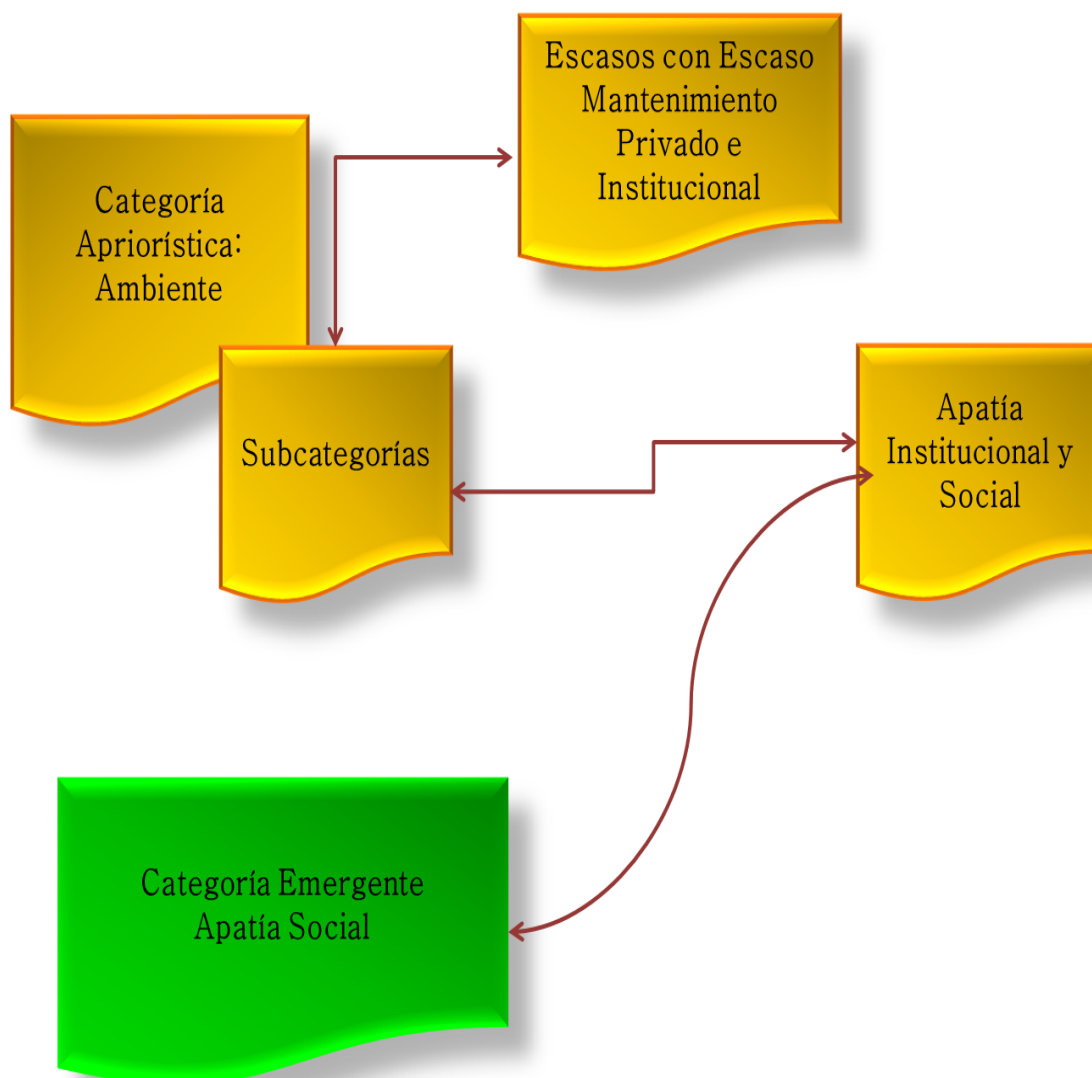 Escasos con Escaso
Mantenimiento
Privado e
Institucional
Categoría
Apriorística:
Ambiente
Subcategorías
Apatía
Institucional y
Social
Categoría Emergente
Apatía Social